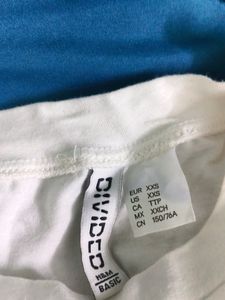 DIVIDED
H&M
BASIC
EUR XXS
US XXS
CA TTP
MX XXCH
CN 150/76A